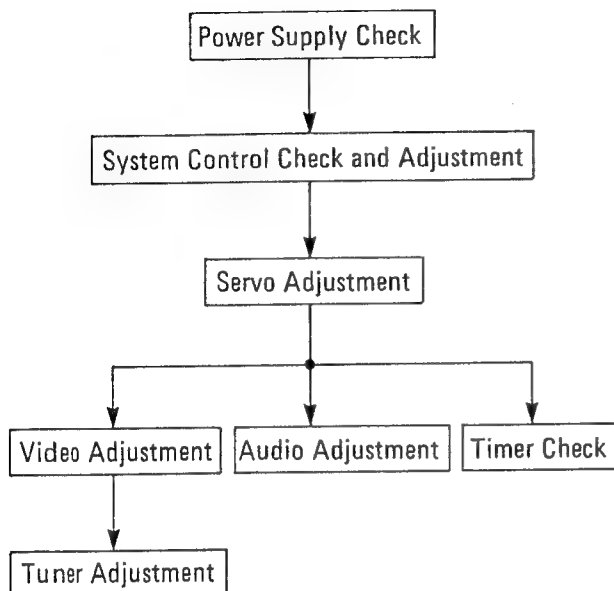 Power Supply Check
System Control Check and Adjustment
Servo Adjustment
Video Adjustment
Audio Adjustment
Timer Check
Tuner Adjustment